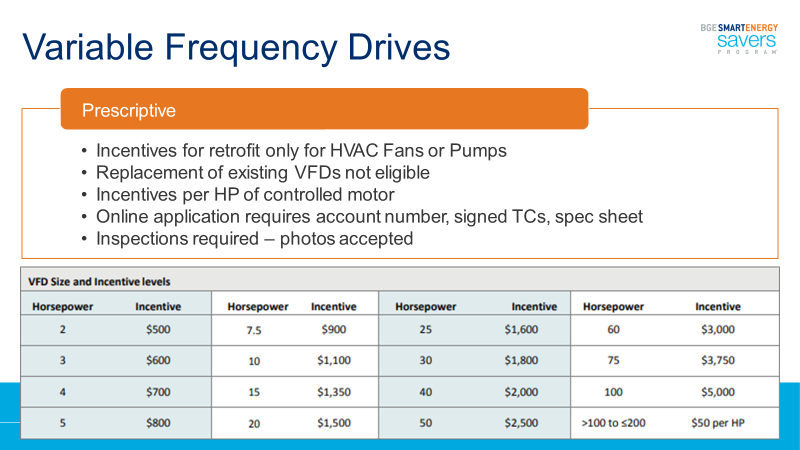 Variable Frequency Drives
BGE SMART ENERGY
savers
PROGRAM
Prescriptive
• Incentives for retrofit only for HVAC Fans or Pumps
• Replacement of existing VFDs not eligible
• Incentives per HP of controlled motor
• Online application requires account number, signed TCs, spec sheet
• Inspections required – photos accepted
VFD Size and Incentive levels
Horsepower Incentive Horsepower Incentive Horsepower Incentive Horsepower Incentive
2 $500 7.5 $900 25 $1,600 60 $3,000
3 $600 10 $1,100 30 $1,800 75 $3,750
4 $700 15 $1,350 40 $2,000 100 $5,000
5 $800 20 $1,500 50 $2,500 >100 to ≤200 $50 per HP